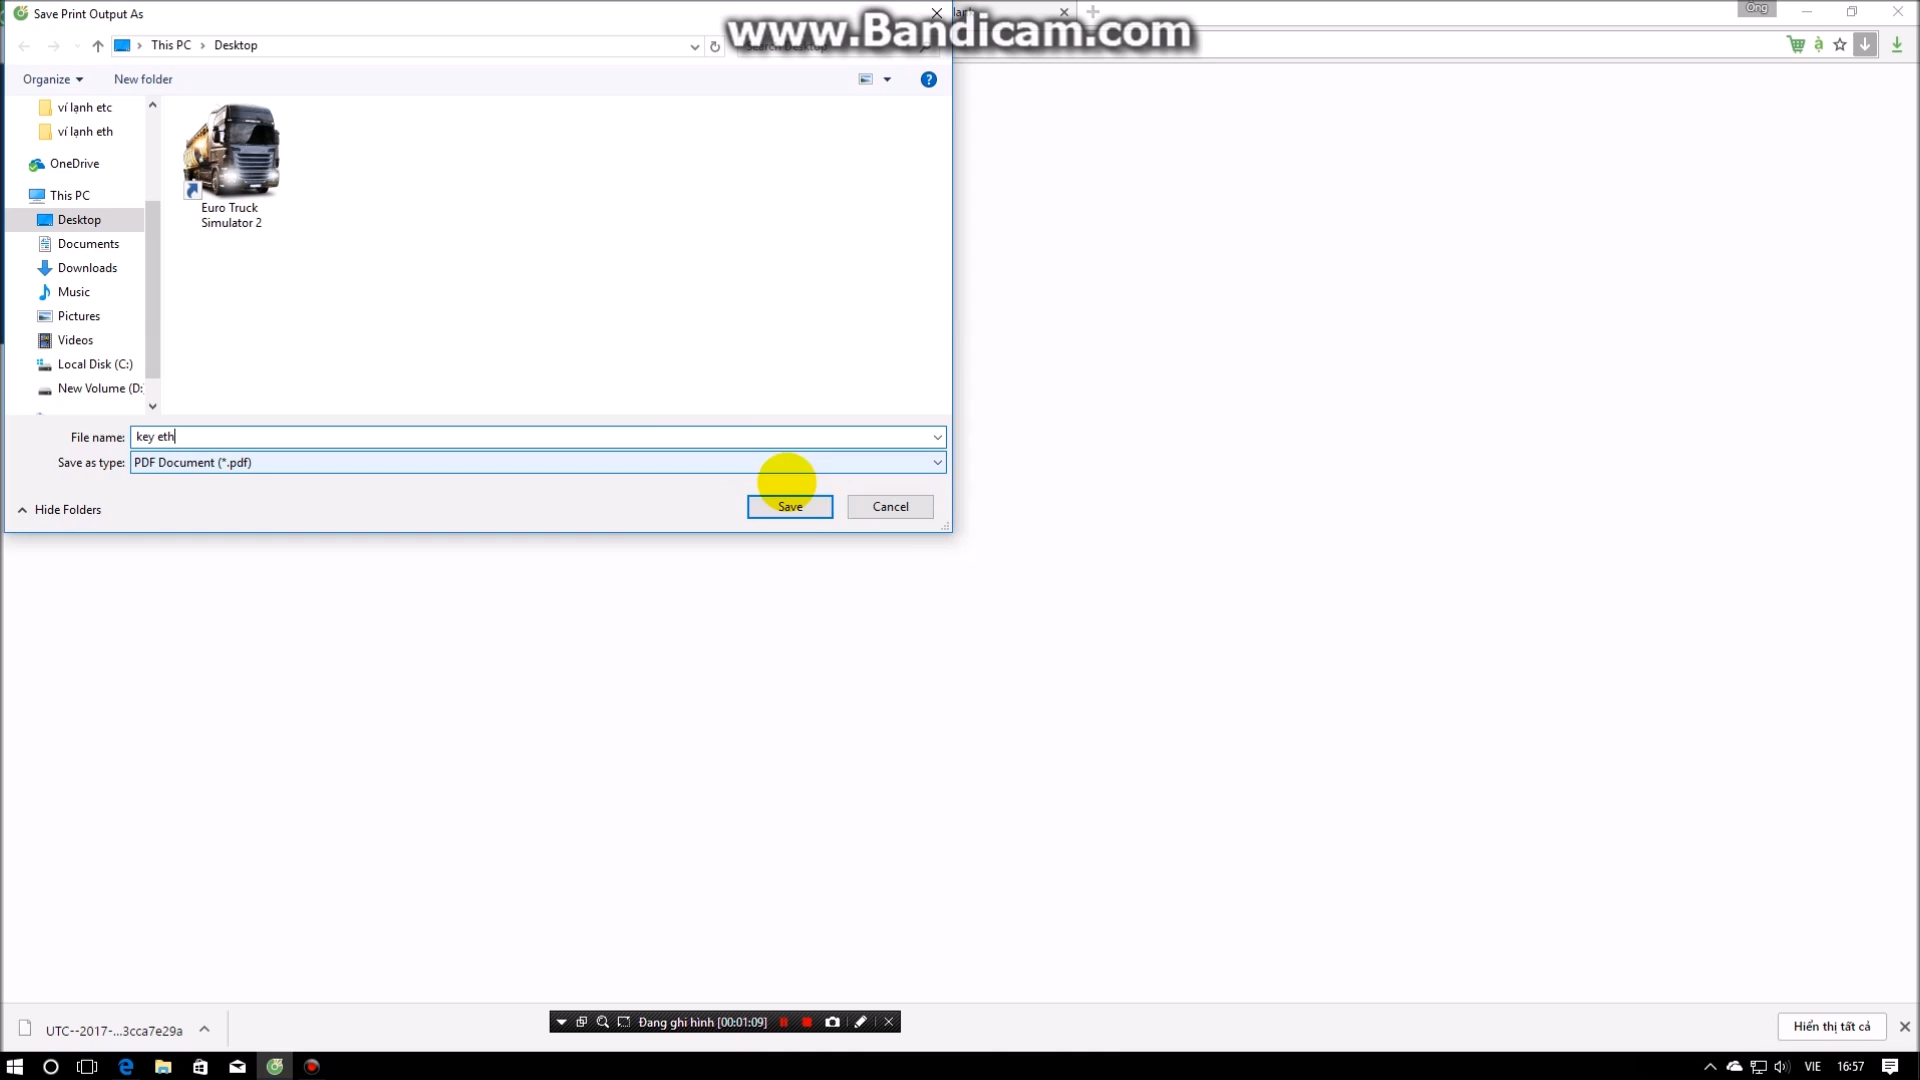 Save Print Output As
www.Bandicam.com
Ông
This PC
Desktop
Search Desktop
Organize
New folder
ví lạnh etc
ví lạnh eth
OneDrive
This PC
Desktop
Documents
Downloads
Music
Pictures
Videos
Local Disk (C:)
New Volume (D:
Euro Truck
Simulator 2
File name:
key eth
Save as type:
PDF Document (*.pdf)
Hide Folders
Save
Cancel
UTC--2017-...3cca7e29a
Đang ghi hình [00:01:09]
Hiển thị tất cả
VIE
16:57